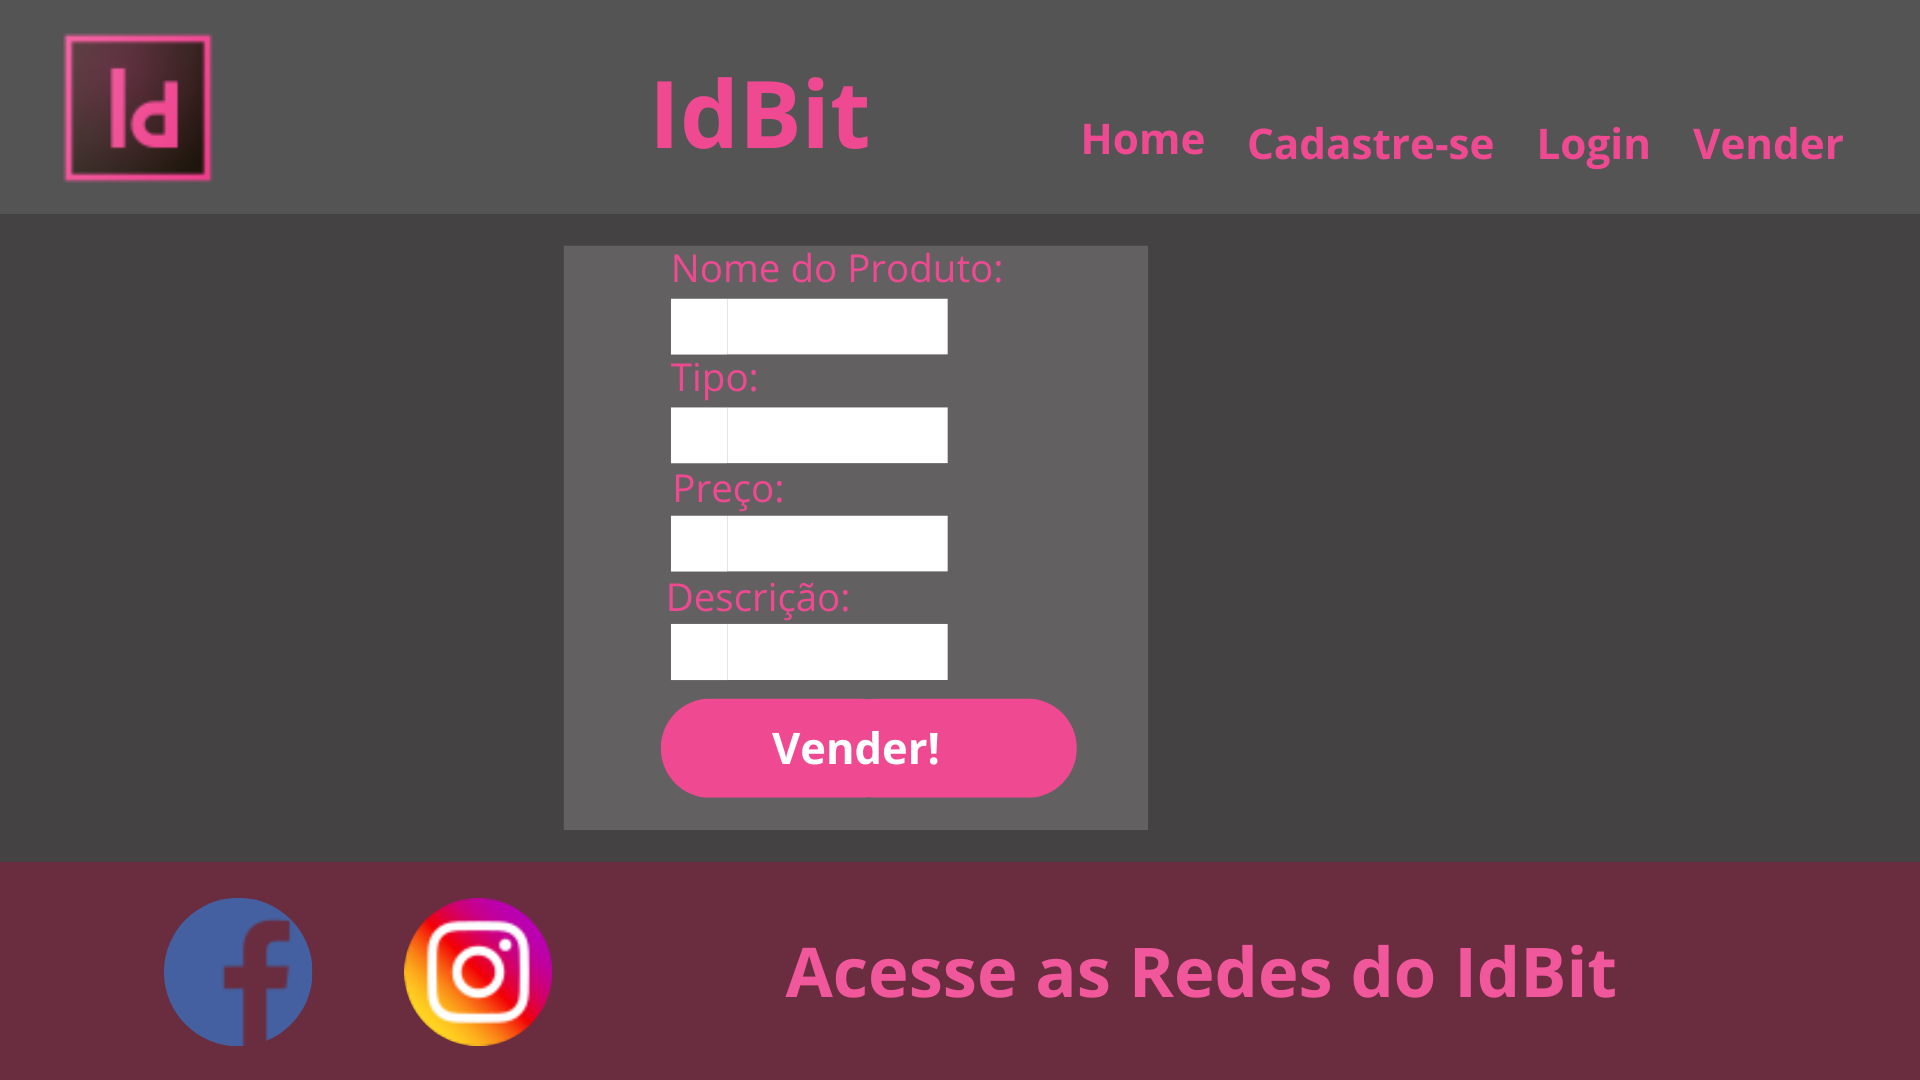 Id
IdBit
Home Cadastre-se Login Vender
Nome do Produto:
Tipo:
Preço:
Descrição:
Vender!
Acesse as Redes do IdBit